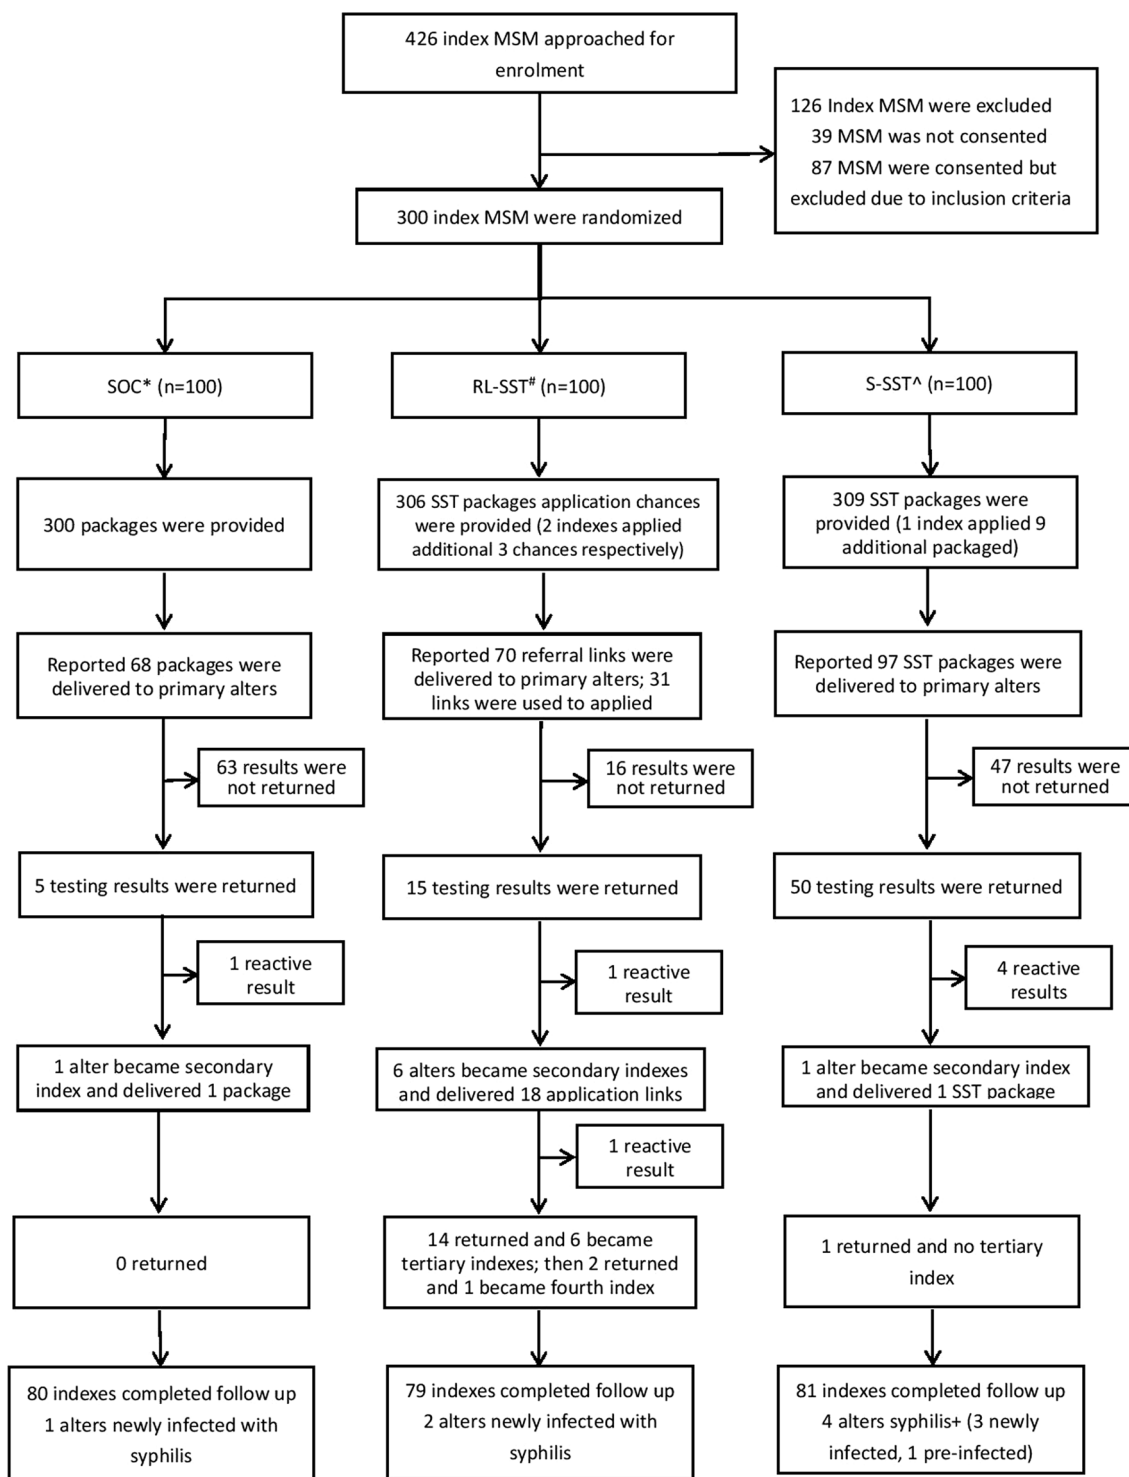 426 index MSM approached for
enrolment
126 Index MSM were excluded
39 MSM was not consented
87 MSM were consented but
excluded due to inclusion criteria
300 index MSM were randomized
SOC* (n=100)
RL-SST# (n=100)
S-SST^ (n=100)
300 packages were provided
306 SST packages application chances
were provided (2 indexes applied
additional 3 chances respectively)
309 SST packages were
provided (1 index applied 9
additional packaged)
Reported 68 packages were
delivered to primary alters
Reported 70 referral links were
delivered to primary alters; 31
links were used to applied
Reported 97 SST packages were
delivered to primary alters
63 results were
not returned
16 results were
not returned
47 results were
not returned
5 testing results were returned
15 testing results were returned
50 testing results were returned
1 reactive
result
1 reactive
result
4 reactive
results
1 alter became secondary
index and delivered 1 package
6 alters became secondary indexes
and delivered 18 application links
1 alter became secondary index
and delivered 1 SST package
1 reactive
result
0 returned
14 returned and 6 became
tertiary indexes; then 2 returned
and 1 became fourth index
1 returned and no tertiary
index
80 indexes completed follow up
1 alters newly infected with
syphilis
79 indexes completed follow up
2 alters newly infected with
syphilis
81 indexes completed follow up
4 alters syphilis+ (3 newly
infected, 1 pre-infected)